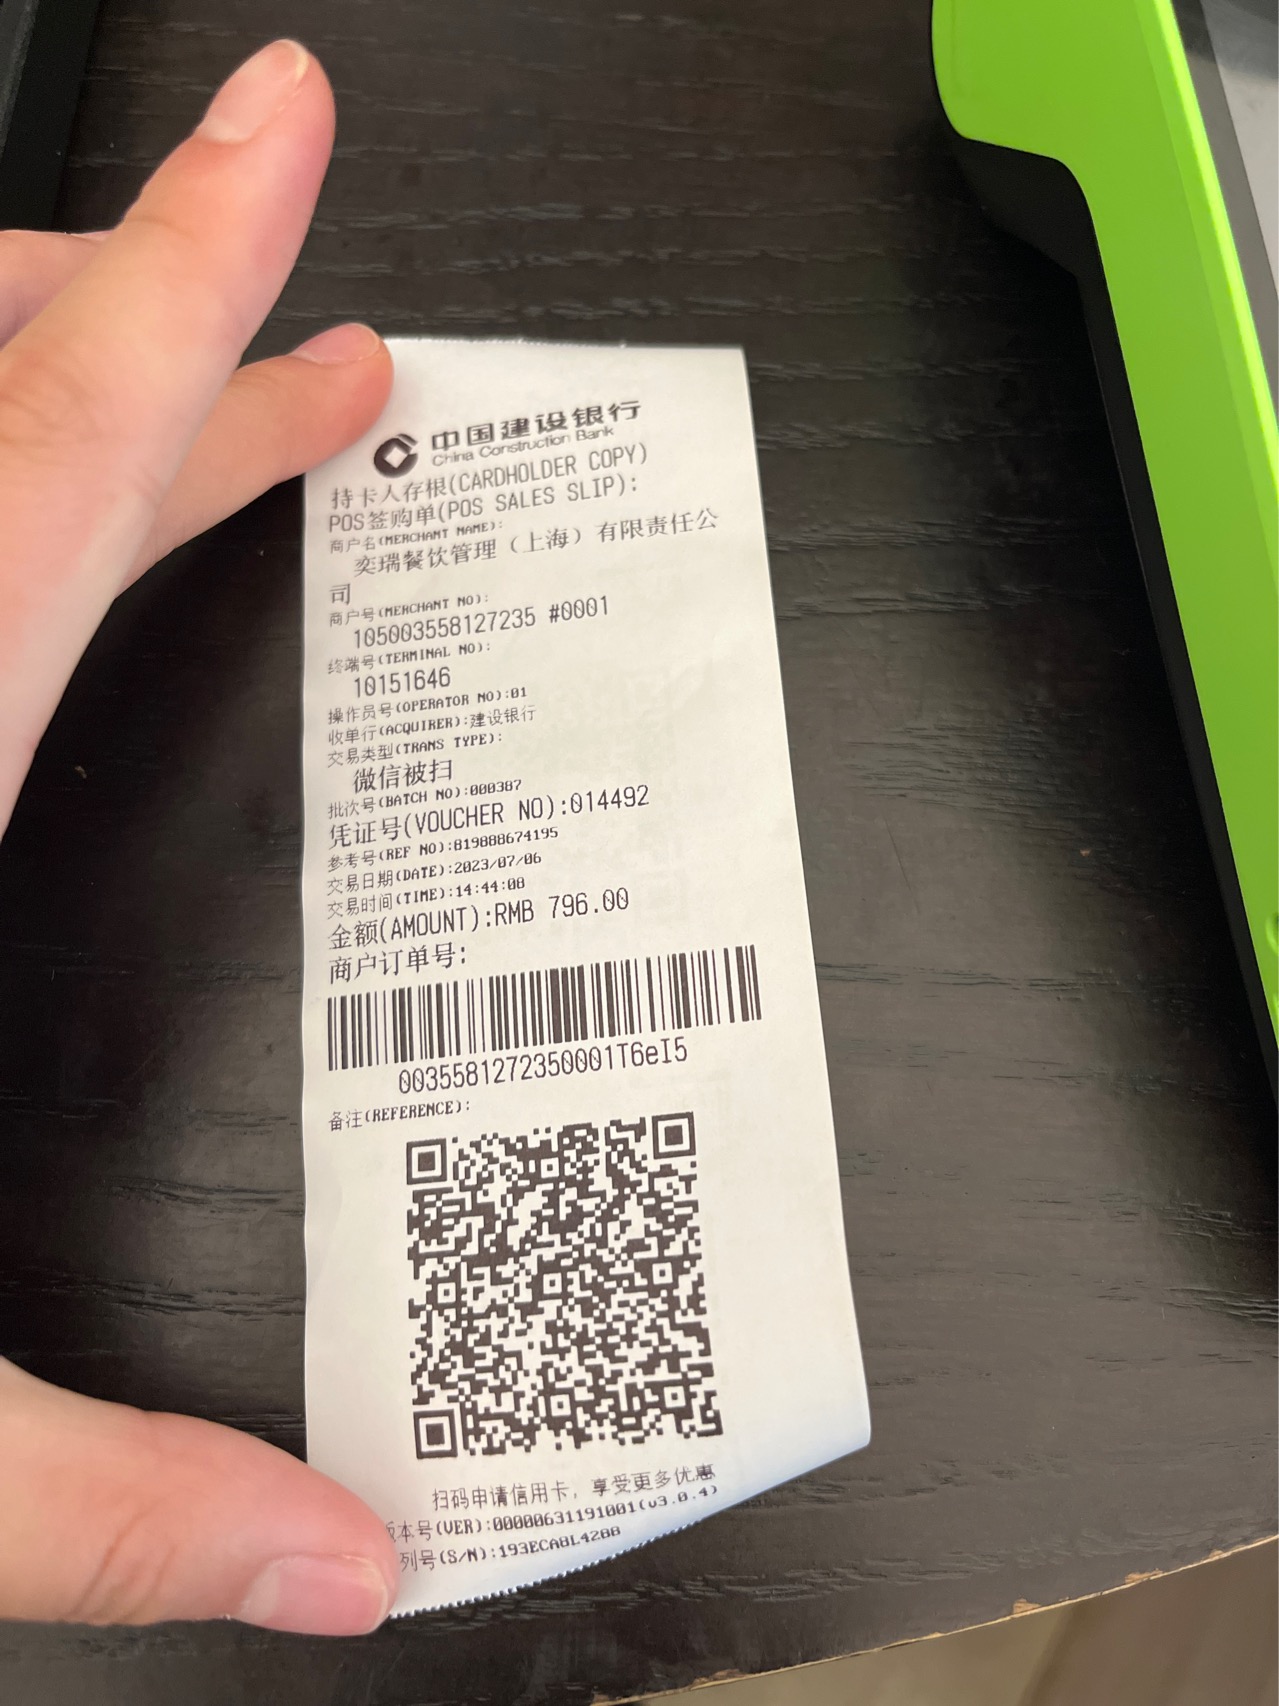 中国建设银行
China Construction Bank
持卡人存根(CARDHOLDER COPY)
POS签购单(POS SALES SLIP):
商户名(MERCHANT NAME):
奕瑞餐饮管理（上海）有限责任公
司
商户号(MERCHANT NO):
105003558127235 #0001
终端号(TERMINAL NO):
10151646
操作员号(OPERATOR NO):01
收单行(ACQUIRER):建设银行
交易类型(TRANS TYPE):
微信被扫
批次号(BATCH NO):000387
凭证号(VOUCHER NO):014492
参考号(REF NO):819888674195
交易日期(DATE):2023/07/06
交易时间(TIME):14:44:08
金额(AMOUNT):RMB 796.00
商户订单号:
0035581272350001T6eI5
备注(REFERENCE):
扫码申请信用卡，享受更多优惠
版本号(VER):00000631191001(v3.0.4)
列号(S/N):193ECA8L4288